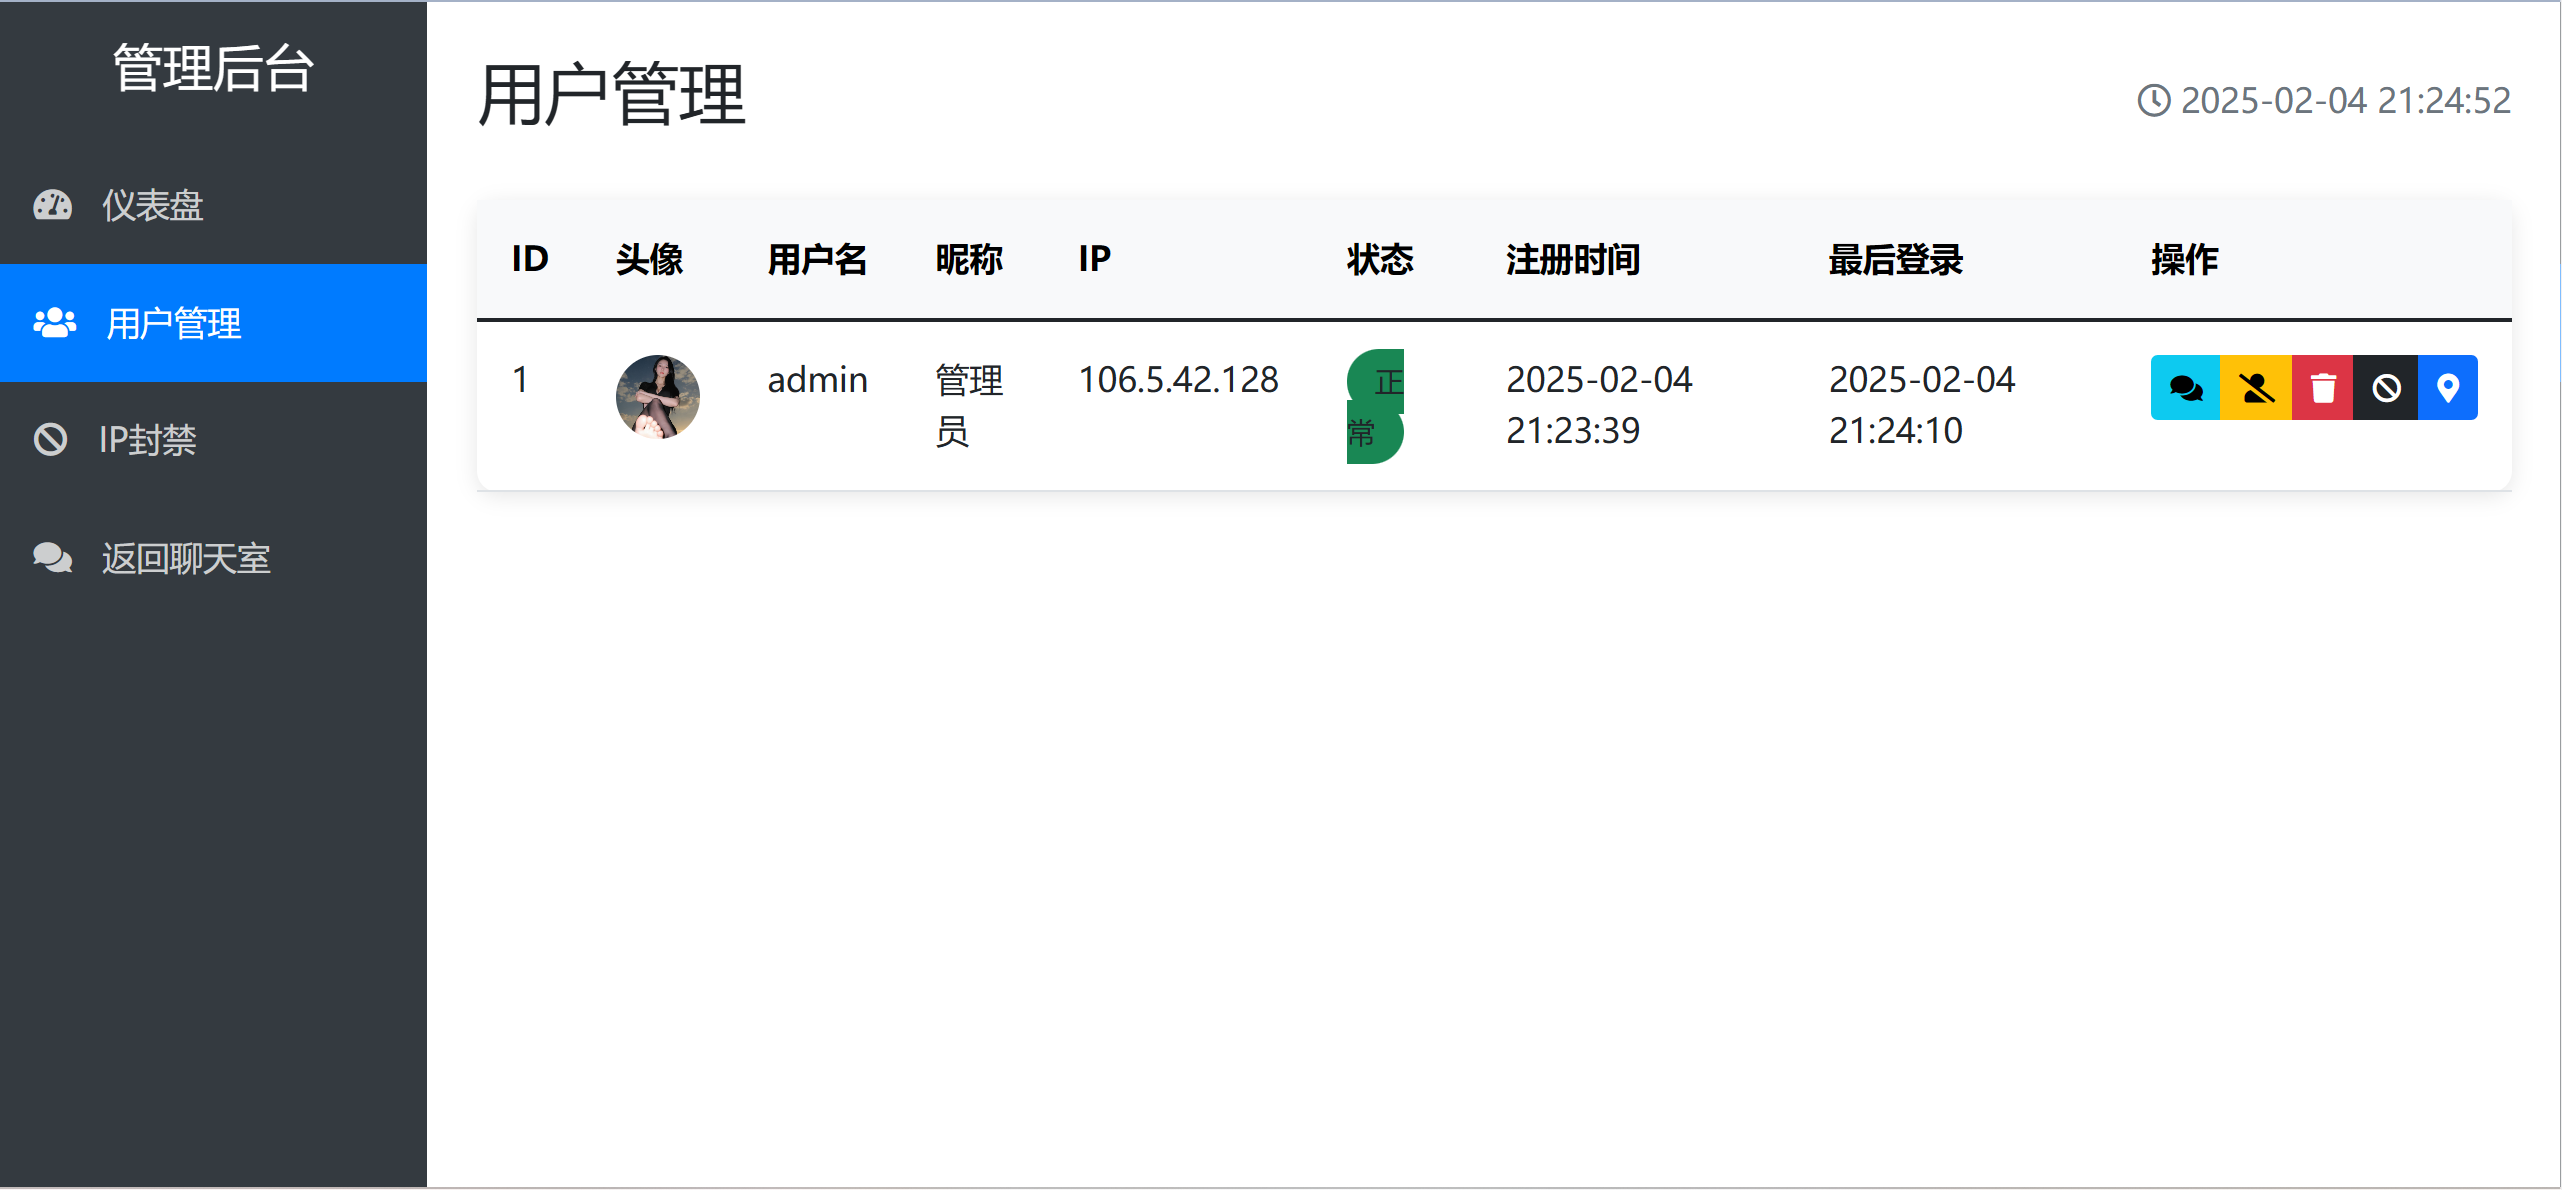 管理后台
仪表盘
用户管理
IP封禁
返回聊天室
用户管理
2025-02-04 21:24:52
ID 头像 用户名 昵称 IP 状态 注册时间 最后登录 操作
1 admin 管理 106.5.42.128 正 2025-02-04 2025-02-04
员 常 21:23:39 21:24:10